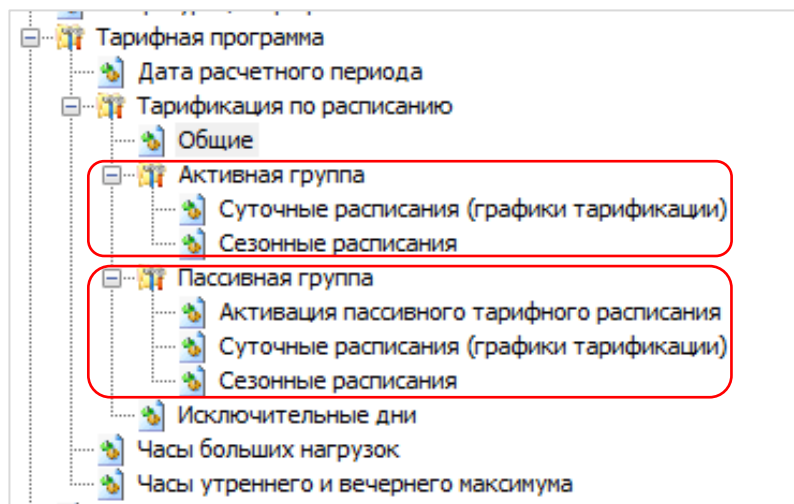 Тарифная программа
Дата расчетного периода
Тарификация по расписанию
Общие
Активная группа
Суточные расписания (графики тарификации)
Сезонные расписания
Пассивная группа
Активация пассивного тарифного расписания
Суточные расписания (графики тарификации)
Сезонные расписания
Исключительные дни
Часы больших нагрузок
Часы утреннего и вечернего максимума